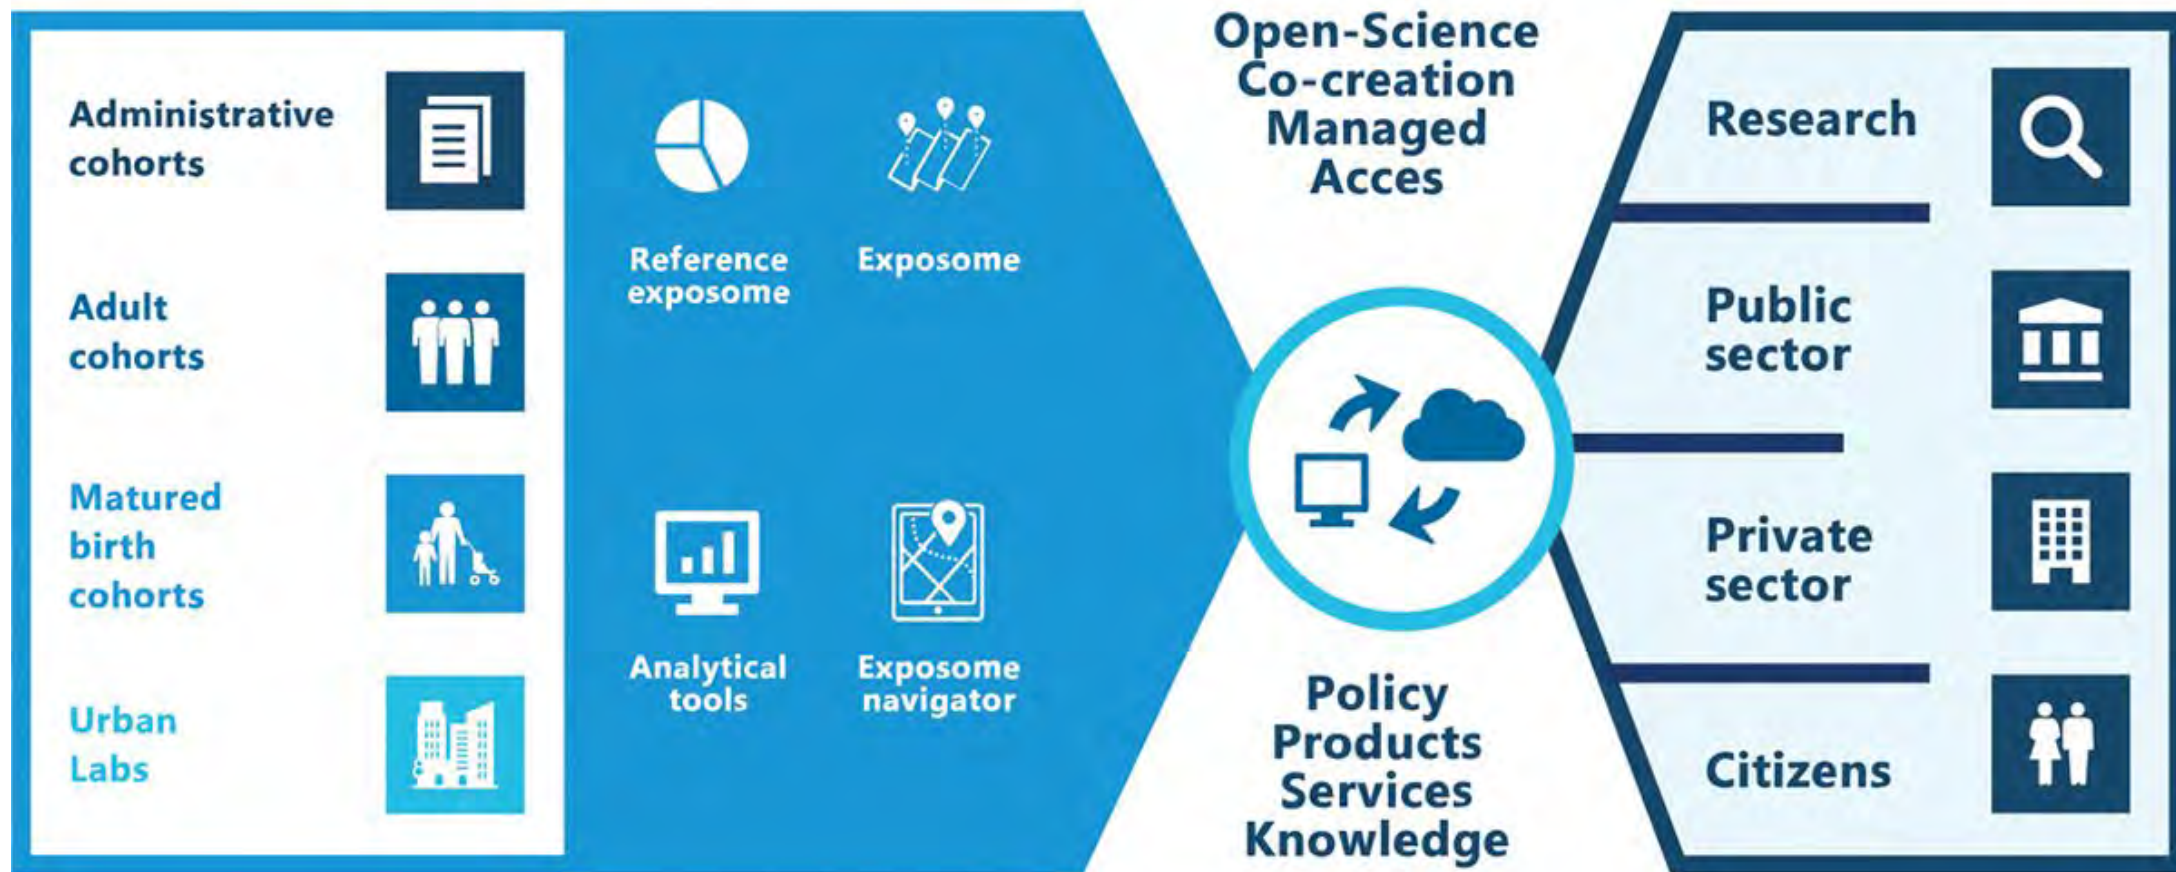 Administrative
cohorts
Adult
cohorts
Matured
birth
cohorts
Urban
Labs
Reference
exposome
Exposome
Analytical
tools
Exposome
navigator
Open-Science
Co-creation
Managed
Acces
Policy
Products
Services
Knowledge
Research
Public
sector
Private
sector
Citizens